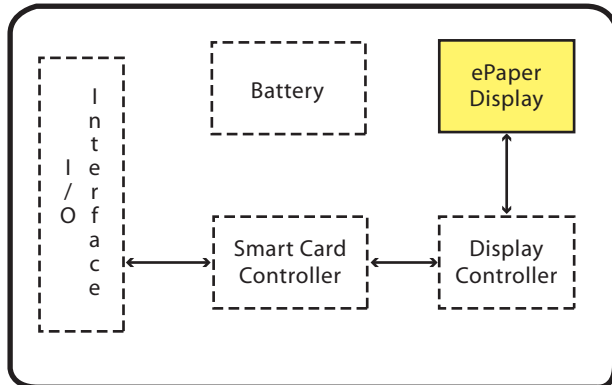 I/O
Interface
Battery
ePaper
Display
Smart Card
Controller
Display
Controller